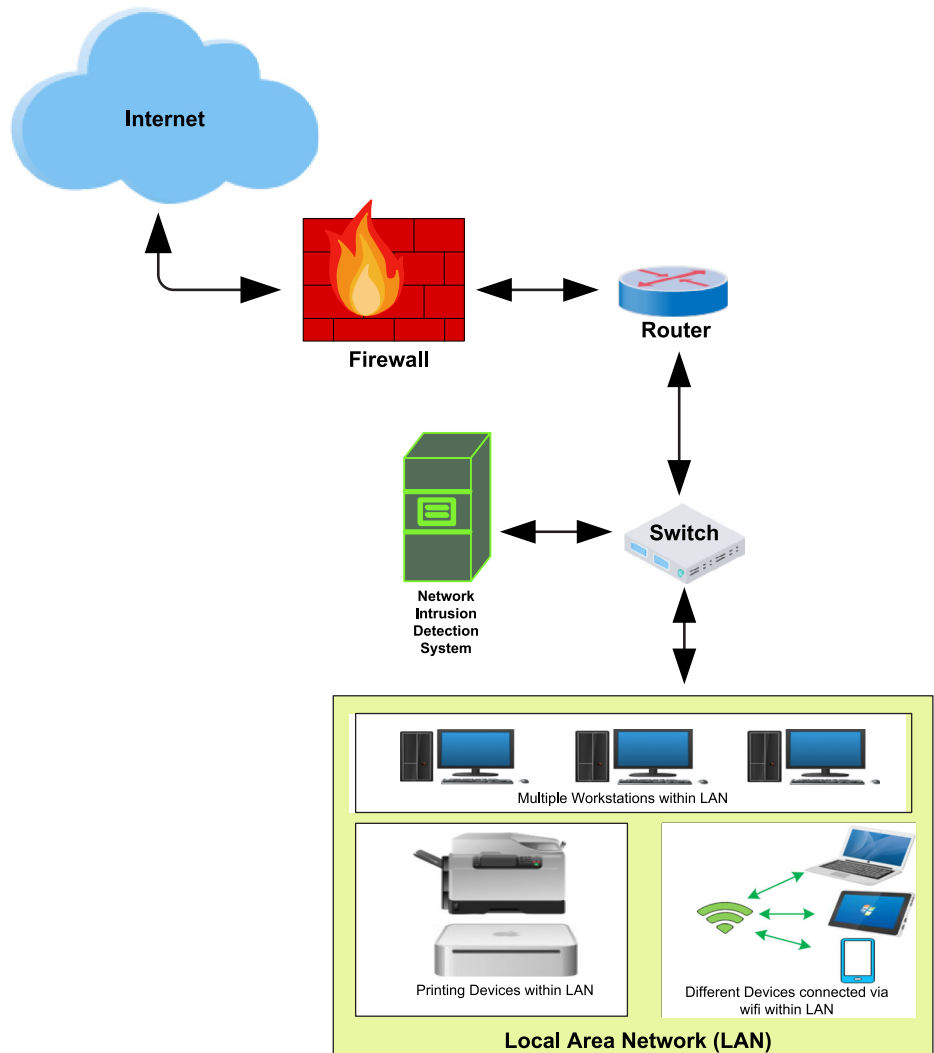 Internet
Firewall
Router
Switch
Network
Intrusion
Detection
System
Multiple Workstations within LAN
Printing Devices within LAN
Different Devices connected via
wifi within LAN
Local Area Network (LAN)